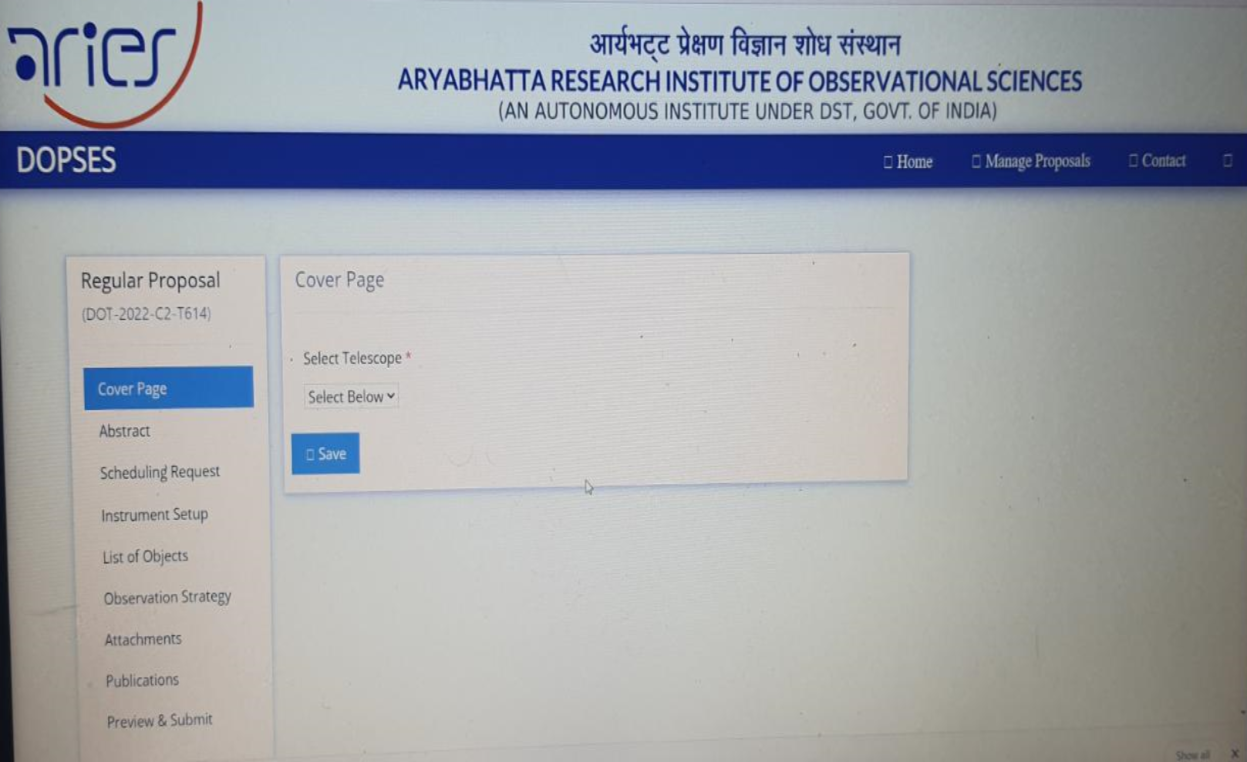 aries
आर्यभट्ट प्रेक्षण विज्ञान शोध संस्थान
ARYABHATTA RESEARCH INSTITUTE OF OBSERVATIONAL SCIENCES
(AN AUTONOMOUS INSTITUTE UNDER DST, GOVT. OF INDIA)
DOPSES
Home Manage Proposals Contact
Regular Proposal
(DOT-2022-C2-T614)
Cover Page
Abstract
Scheduling Request
Instrument Setup
List of Objects
Observation Strategy
Attachments
Publications
Preview & Submit
Cover Page
Select Telescope *
Select Below
Save
Show all X